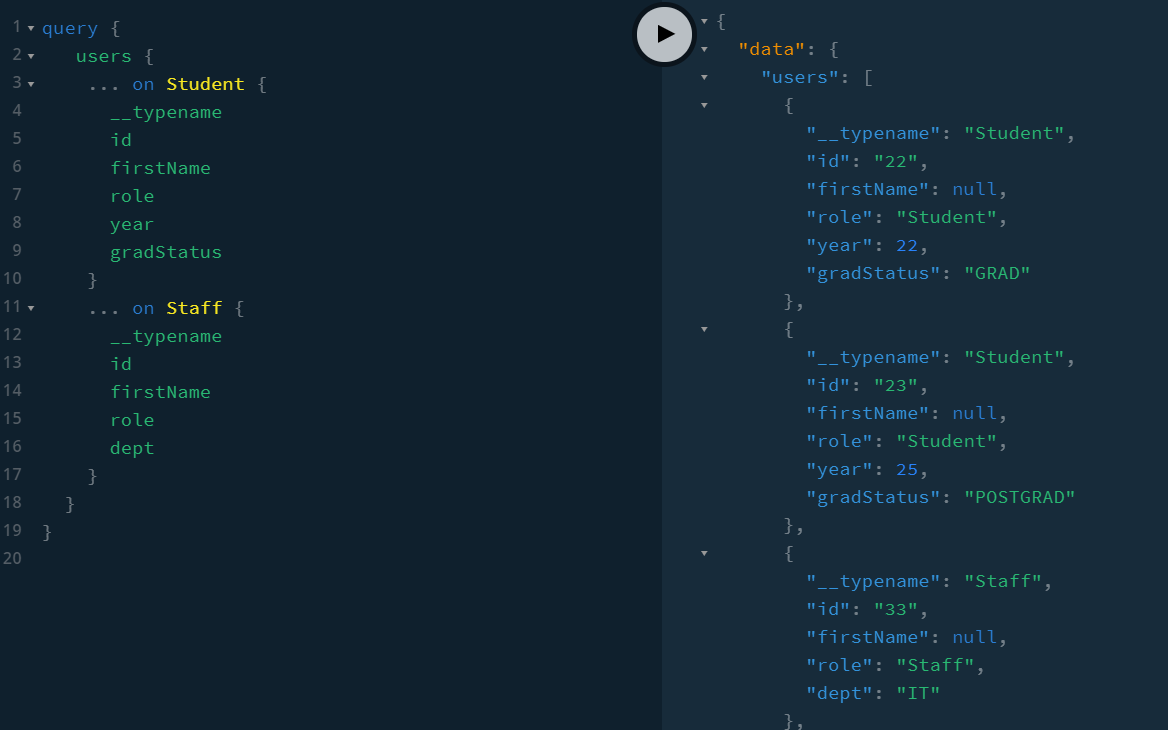 1 query {
2 users {
3 ... on Student {
4 __typename
5 id
6 firstName
7 role
8 year
9 gradStatus
10 }
11 ... on Staff {
12 __typename
13 id
14 firstName
15 role
16 dept
17 }
18 }
19 }
20
{
"data": {
"users": [
{
"__typename": "Student",
"id": "22",
"firstName": null,
"role": "Student",
"year": 22,
"gradStatus": "GRAD"
},
{
"__typename": "Student",
"id": "23",
"firstName": null,
"role": "Student",
"year": 25,
"gradStatus": "POSTGRAD"
},
{
"__typename": "Staff",
"id": "33",
"firstName": null,
"role": "Staff",
"dept": "IT"
},